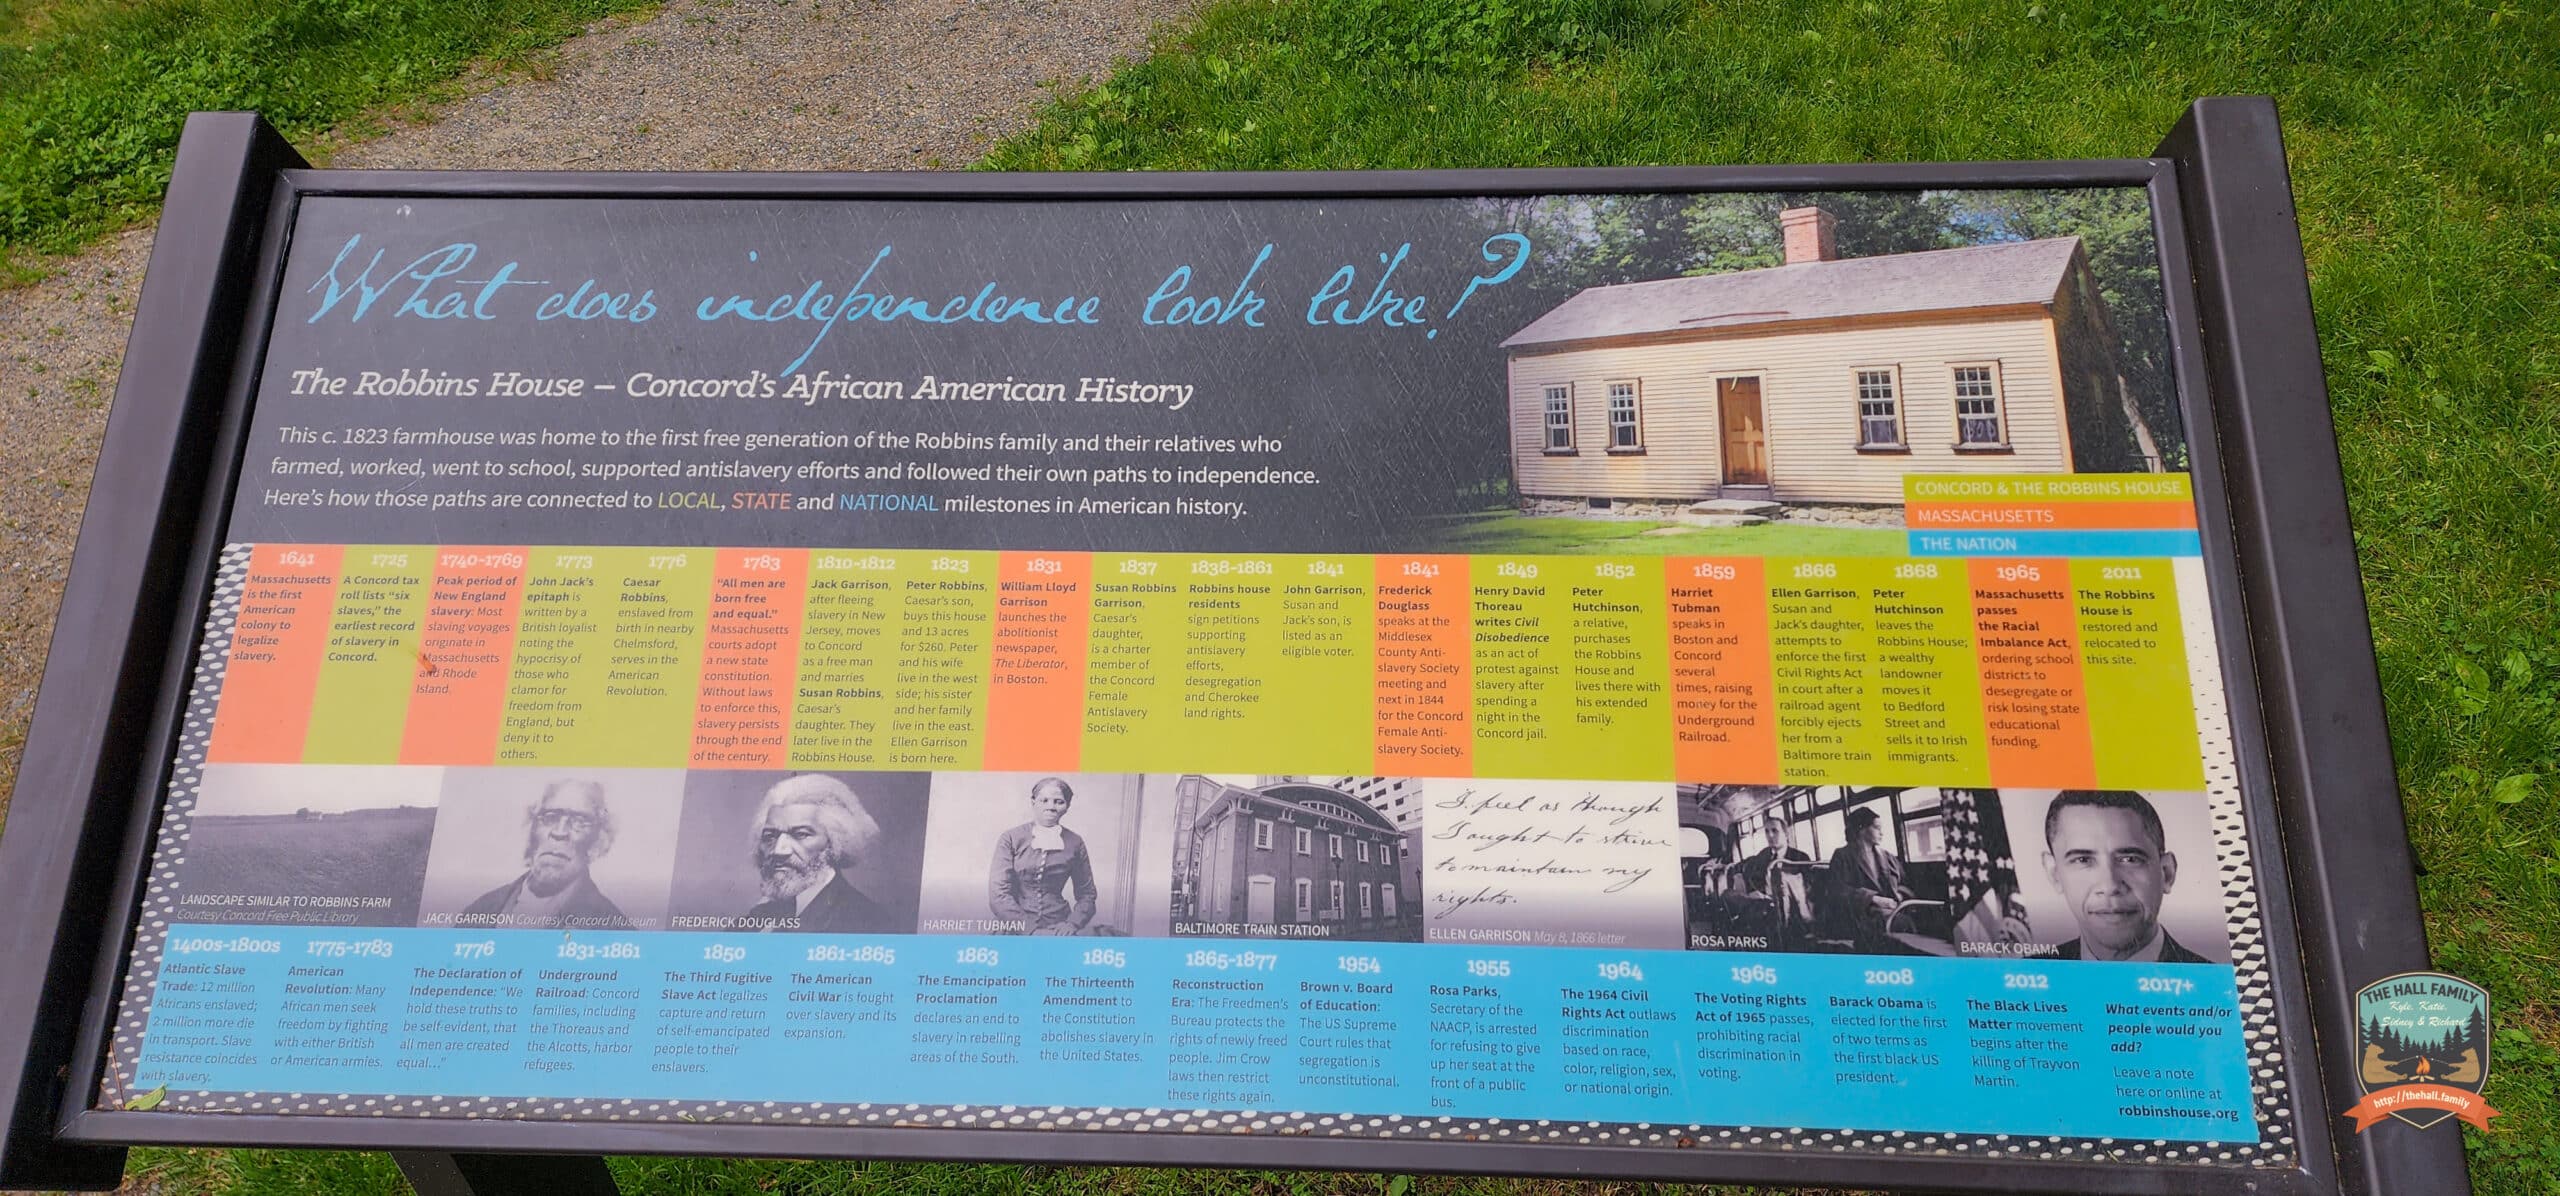 What does independence look like?
The Robbins House – Concord's African American History
This c. 1823 farmhouse was home to the first free generation of the Robbins family and their relatives who
farmed, worked, went to school, supported antislavery efforts and followed their own paths to independence.
Here's how those paths are connected to LOCAL, STATE and NATIONAL milestones in American history.
CONCORD & THE ROBBINS HOUSE
MASSACHUSETTS
THE NATION
1641
Massachusetts
is the first
American
colony to
legalize
slavery.
1725
A Concord tax
roll lists "six
slaves," the
earliest record
of slavery in
Concord.
1740-1769
Peak period of
New England
slavery: Most
slaving voyages
originate in
Massachusetts
and Rhode
Island.
1773
John Jack's
epitaph is
written by a
British loyalist
noting the
hypocrisy of
those who
clamor for
freedom from
England, but
deny it to
others.
1776
Caesar
Robbins,
enslaved from
birth in nearby
Chelmsford,
serves in the
American
Revolution.
1783
"All men are
born free
and equal."
Massachusetts
courts adopt
a new state
constitution.
Without laws
to enforce this,
slavery persists
through the end
of the century.
1810-1812
Jack Garrison,
after fleeing
slavery in New
Jersey, moves
to Concord
as a free man
and marries
Susan Robbins,
Caesar's
daughter. They
later live in the
Robbins House.
1823
Peter Robbins,
Caesar's son,
buys this house
and 13 acres
for $260. Peter
and his wife
live in the west
side; his sister
and her family
live in the east.
Ellen Garrison
is born here.
1831
William Lloyd
Garrison
launches the
abolitionist
newspaper,
The Liberator,
in Boston.
1837
Susan Robbins
Garrison,
Caesar's
daughter,
is a charter
member of
the Concord
Female
Antislavery
Society.
1838-1861
Robbins house
residents
sign petitions
supporting
antislavery
efforts,
desegregation
and Cherokee
land rights.
1841
John Garrison,
Susan and
Jack's son, is
listed as an
eligible voter.
1841
Frederick
Douglass
speaks at the
Middlesex
County Anti-
slavery Society
meeting and
next in 1844
for the Concord
Female Anti-
slavery Society.
1849
Henry David
Thoreau
writes Civil
Disobedience
as an act of
protest against
slavery after
spending a
night in the
Concord jail.
1852
Peter
Hutchinson,
a relative,
purchases
the Robbins
House and
lives there with
his extended
family.
1859
Harriet
Tubman
speaks in
Boston and
Concord
several
times, raising
money for the
Underground
Railroad.
1866
Ellen Garrison,
Susan and
Jack's daughter,
attempts to
enforce the first
Civil Rights Act
in court after a
railroad agent
forcibly ejects
her from a
Baltimore train
station.
1868
Peter
Hutchinson
leaves the
Robbins House;
a wealthy
landowner
moves it
to Bedford
Street and
sells it to Irish
immigrants.
1965
Massachusetts
passes
the Racial
Imbalance Act,
ordering school
districts to
desegregate or
risk losing state
educational
funding.
2011
The Robbins
House is
restored and
relocated to
this site.
LANDSCAPE SIMILAR TO ROBBINS FARM
Courtesy Concord Free Public Library
JACK GARRISON Courtesy Concord Museum
FREDERICK DOUGLASS
HARRIET TUBMAN
BALTIMORE TRAIN STATION
I feel as though
I ought to strive
to maintain my
rights.
ELLEN GARRISON May 8, 1866 letter
ROSA PARKS
BARACK OBAMA
1400s-1800s
Atlantic Slave
Trade: 12 million
Africans enslaved;
2 million more die
in transport. Slave
resistance coincides
with slavery.
1775-1783
American
Revolution: Many
African men seek
freedom by fighting
with either British
or American armies.
1776
The Declaration of
Independence: "We
hold these truths to
be self-evident, that
all men are created
equal..."
1831-1861
Underground
Railroad: Concord
families, including
the Thoreaus and
the Alcotts, harbor
refugees.
1850
The Third Fugitive
Slave Act legalizes
capture and return
of self-emancipated
people to their
enslavers.
1861-1865
The American
Civil War is fought
over slavery and its
expansion.
1863
The Emancipation
Proclamation
declares an end to
slavery in rebelling
areas of the South.
1865
The Thirteenth
Amendment to
the Constitution
abolishes slavery in
the United States.
1865-1877
Reconstruction
Era: The Freedmen's
Bureau protects the
rights of newly freed
people. Jim Crow
laws then restrict
these rights again.
1954
Brown v. Board
of Education:
The US Supreme
Court rules that
segregation is
unconstitutional.
1955
Rosa Parks,
Secretary of the
NAACP, is arrested
for refusing to give
up her seat at the
front of a public
bus.
1964
The 1964 Civil
Rights Act outlaws
discrimination
based on race,
color, religion, sex,
or national origin.
1965
The Voting Rights
Act of 1965 passes,
prohibiting racial
discrimination in
voting.
2008
Barack Obama is
elected for the first
of two terms as
the first black US
president.
2012
The Black Lives
Matter movement
begins after the
killing of Trayvon
Martin.
2017+
What events and/or
people would you
add?
Leave a note
here or online at
robbinshouse.org
THE HALL FAMILY
Kyle, Katie,
Sidney & Richard
http://thehall.family